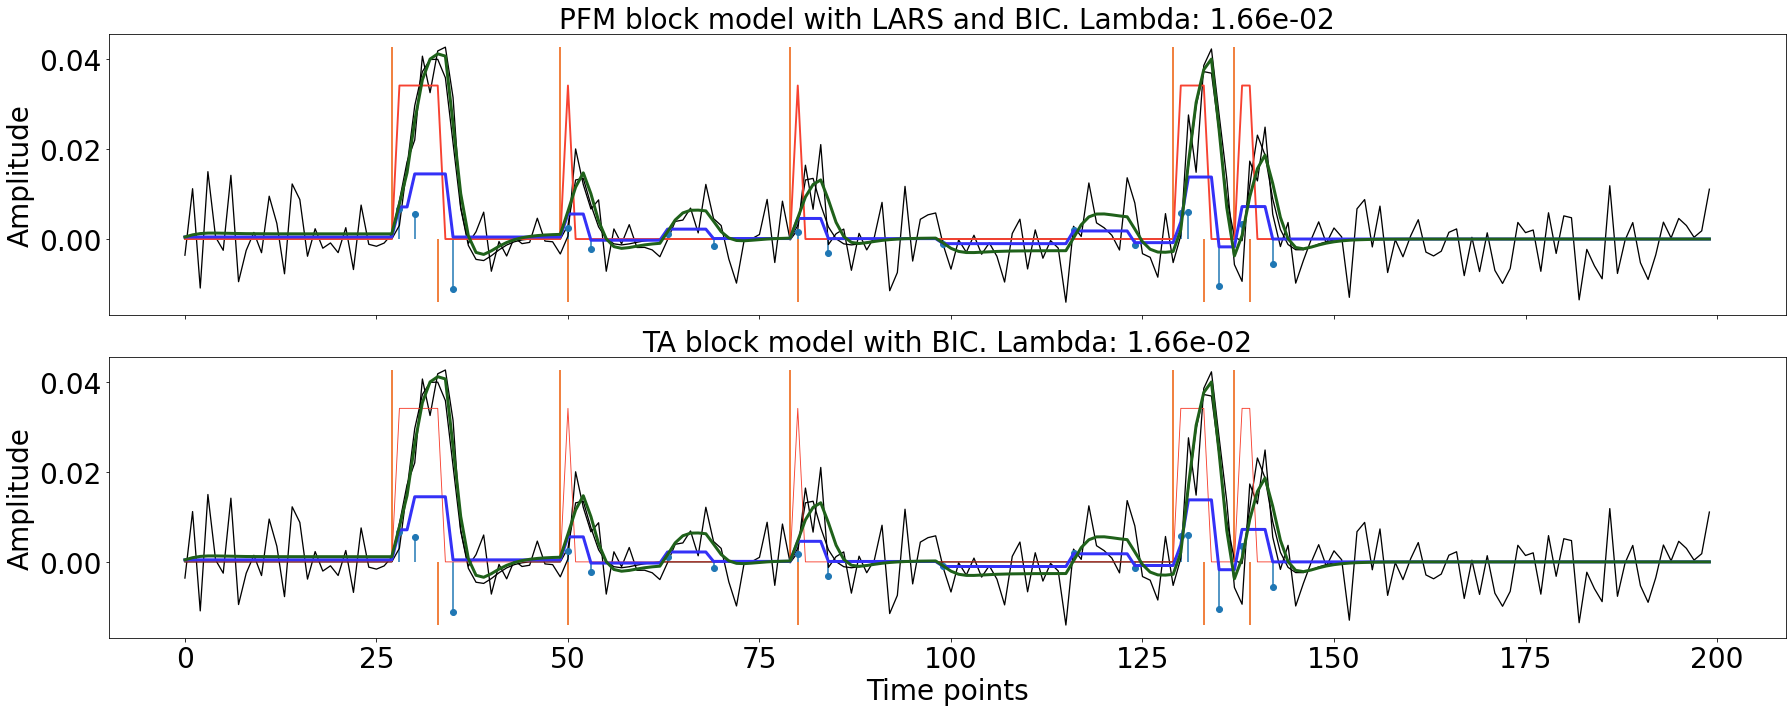 PFM block model with LARS and BIC. Lambda: 1.66e-02
Amplitude
0.04
0.02
0.00
TA block model with BIC. Lambda: 1.66e-02
Amplitude
0.04
0.02
0.00
0 25 50 75 100 125 150 175 200
Time points